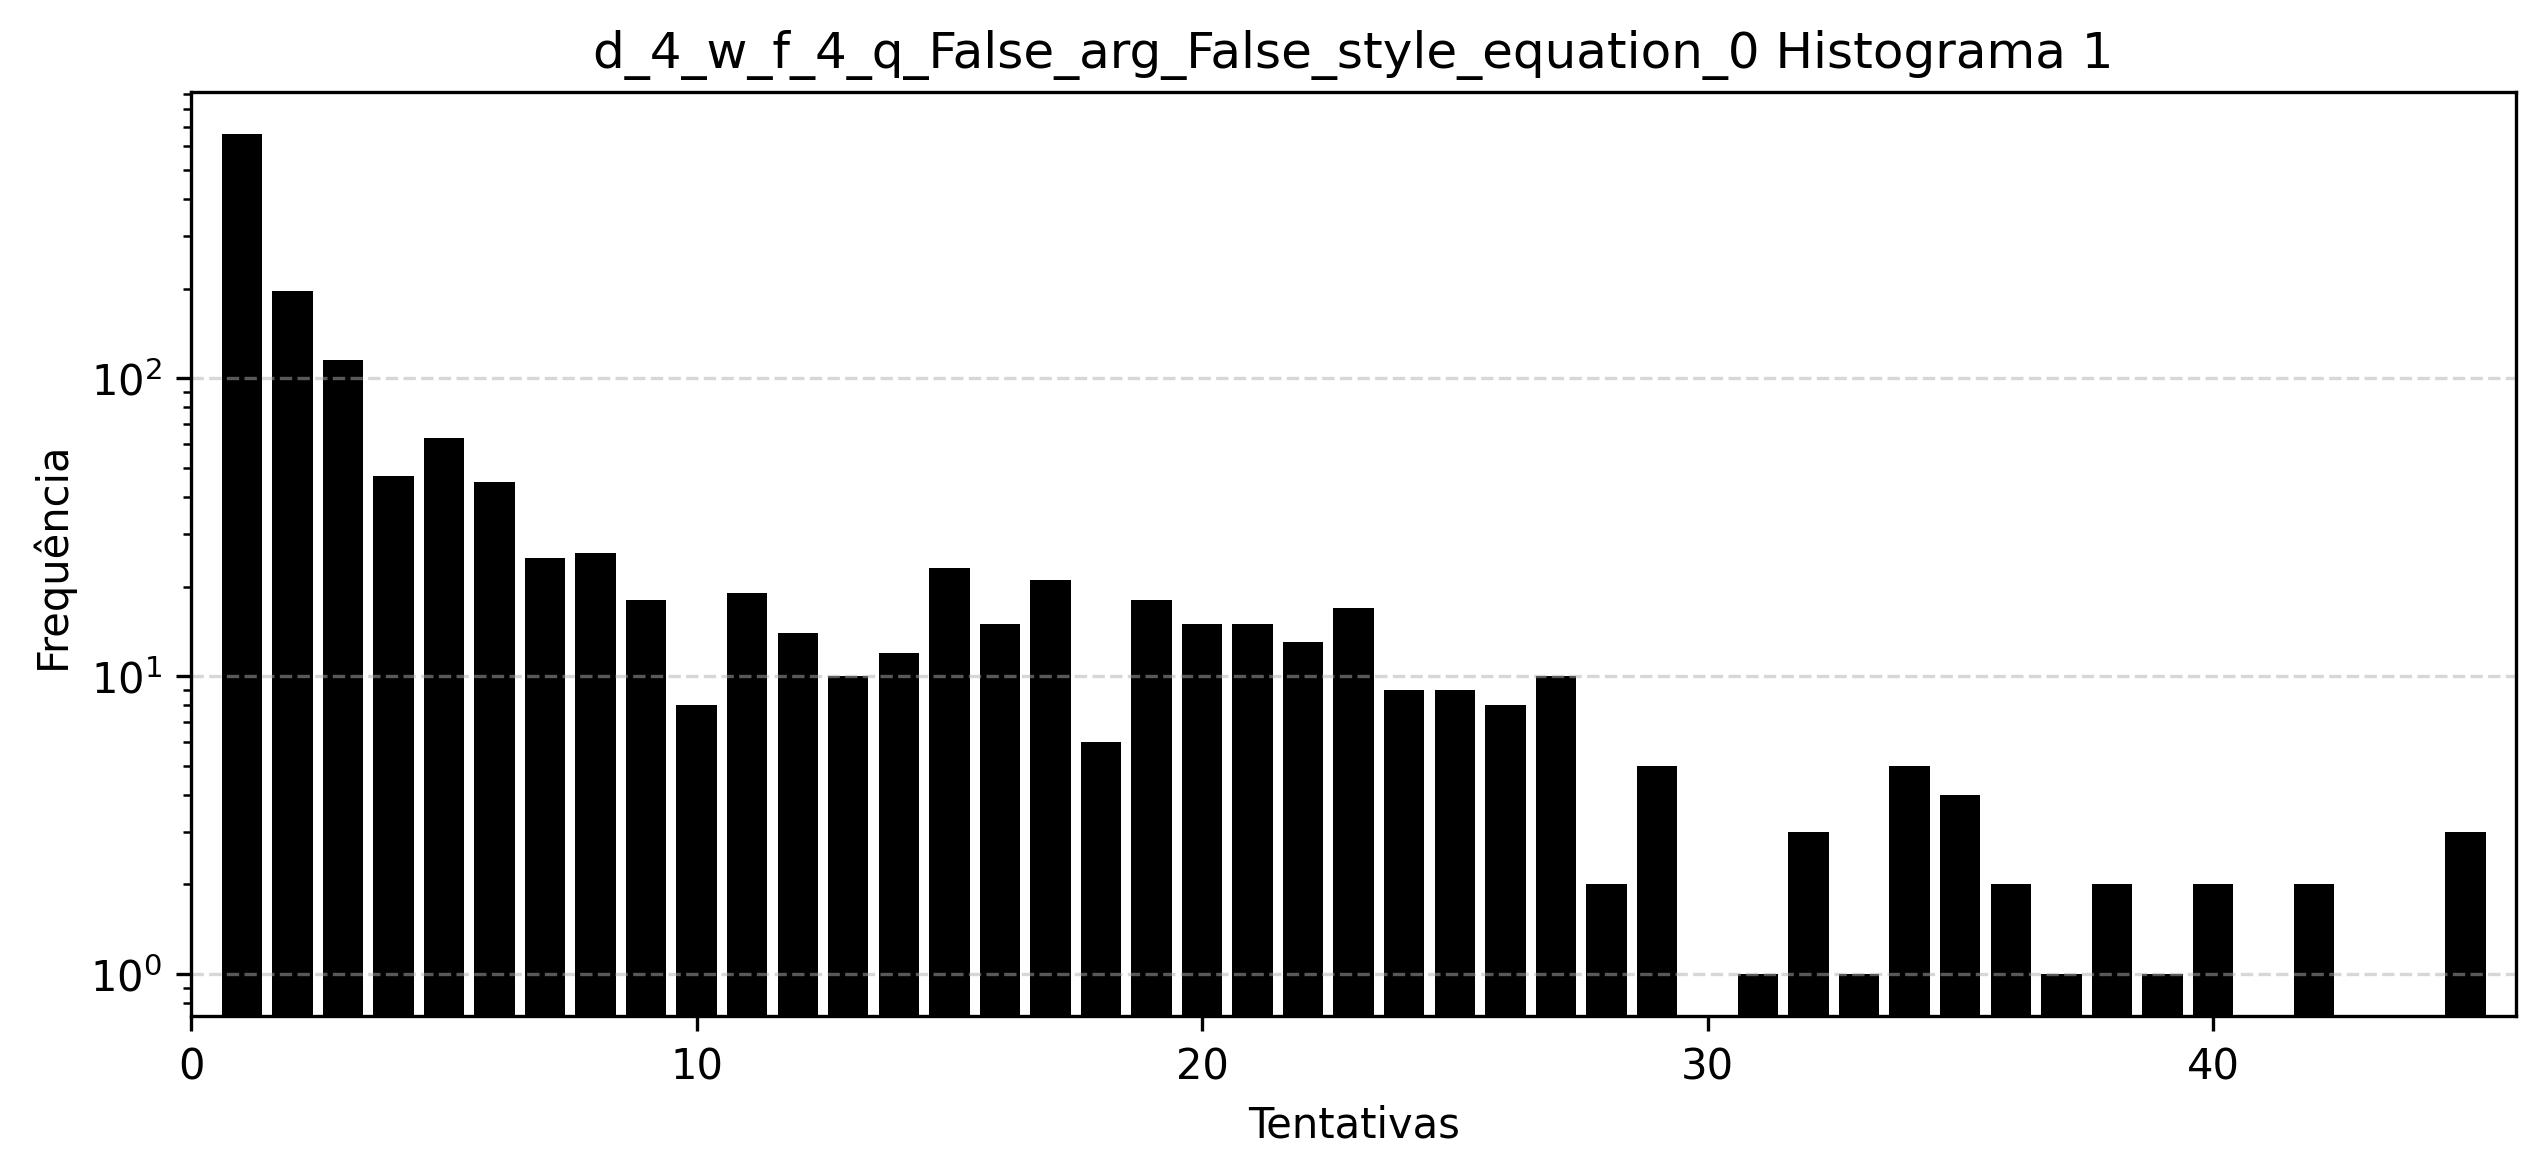 d_4_w_f_4_q_False_arg_False_style_equation_0 Histograma 1
Frequência
10²
10¹
10⁰
0 10 20 30 40
Tentativas